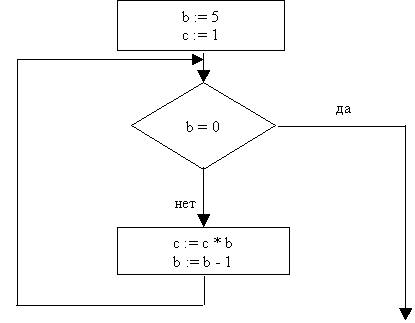 b := 5
c := 1
b = 0
да
нет
c := c * b
b := b - 1